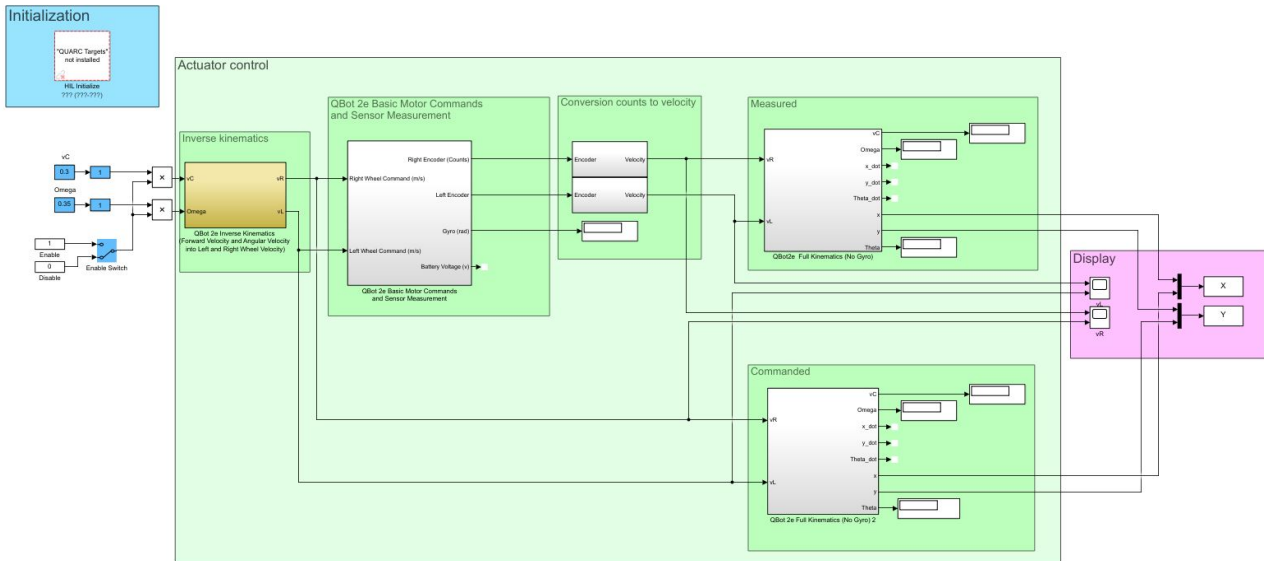 Initialization
"QUARC Targets"
not installed
HIL Initialize
??? (???-???)
Actuator control
QBot 2e Basic Motor Commands
and Sensor Measurement
Conversion counts to velocity
Measured
Inverse kinematics
vC
0.3
1
×
Omega
0.35
1
×
1
Enable
0
Disable
Enable Switch
vC
vR
Omega
vL
QBot 2e Inverse Kinematics
(Forward Velocity and Angular Velocity
into Left and Right Wheel Velocity)
Right Encoder (Counts)
Right Wheel Command (m/s)
Left Encoder
Gyro (rad)
Left Wheel Command (m/s)
Battery Voltage (v)
QBot 2e Basic Motor Commands
and Sensor Measurement
Encoder
Velocity
Encoder
Velocity
vC
Omega
vR
x_dot
y_dot
Theta_dot
x
vL
y
Theta
QBot2e  Full Kinematics (No Gyro)
Display
vL
vR
X
Y
Commanded
vC
Omega
vR
x_dot
y_dot
Theta_dot
x
vL
y
Theta
QBot 2e Full Kinematics (No Gyro) 2